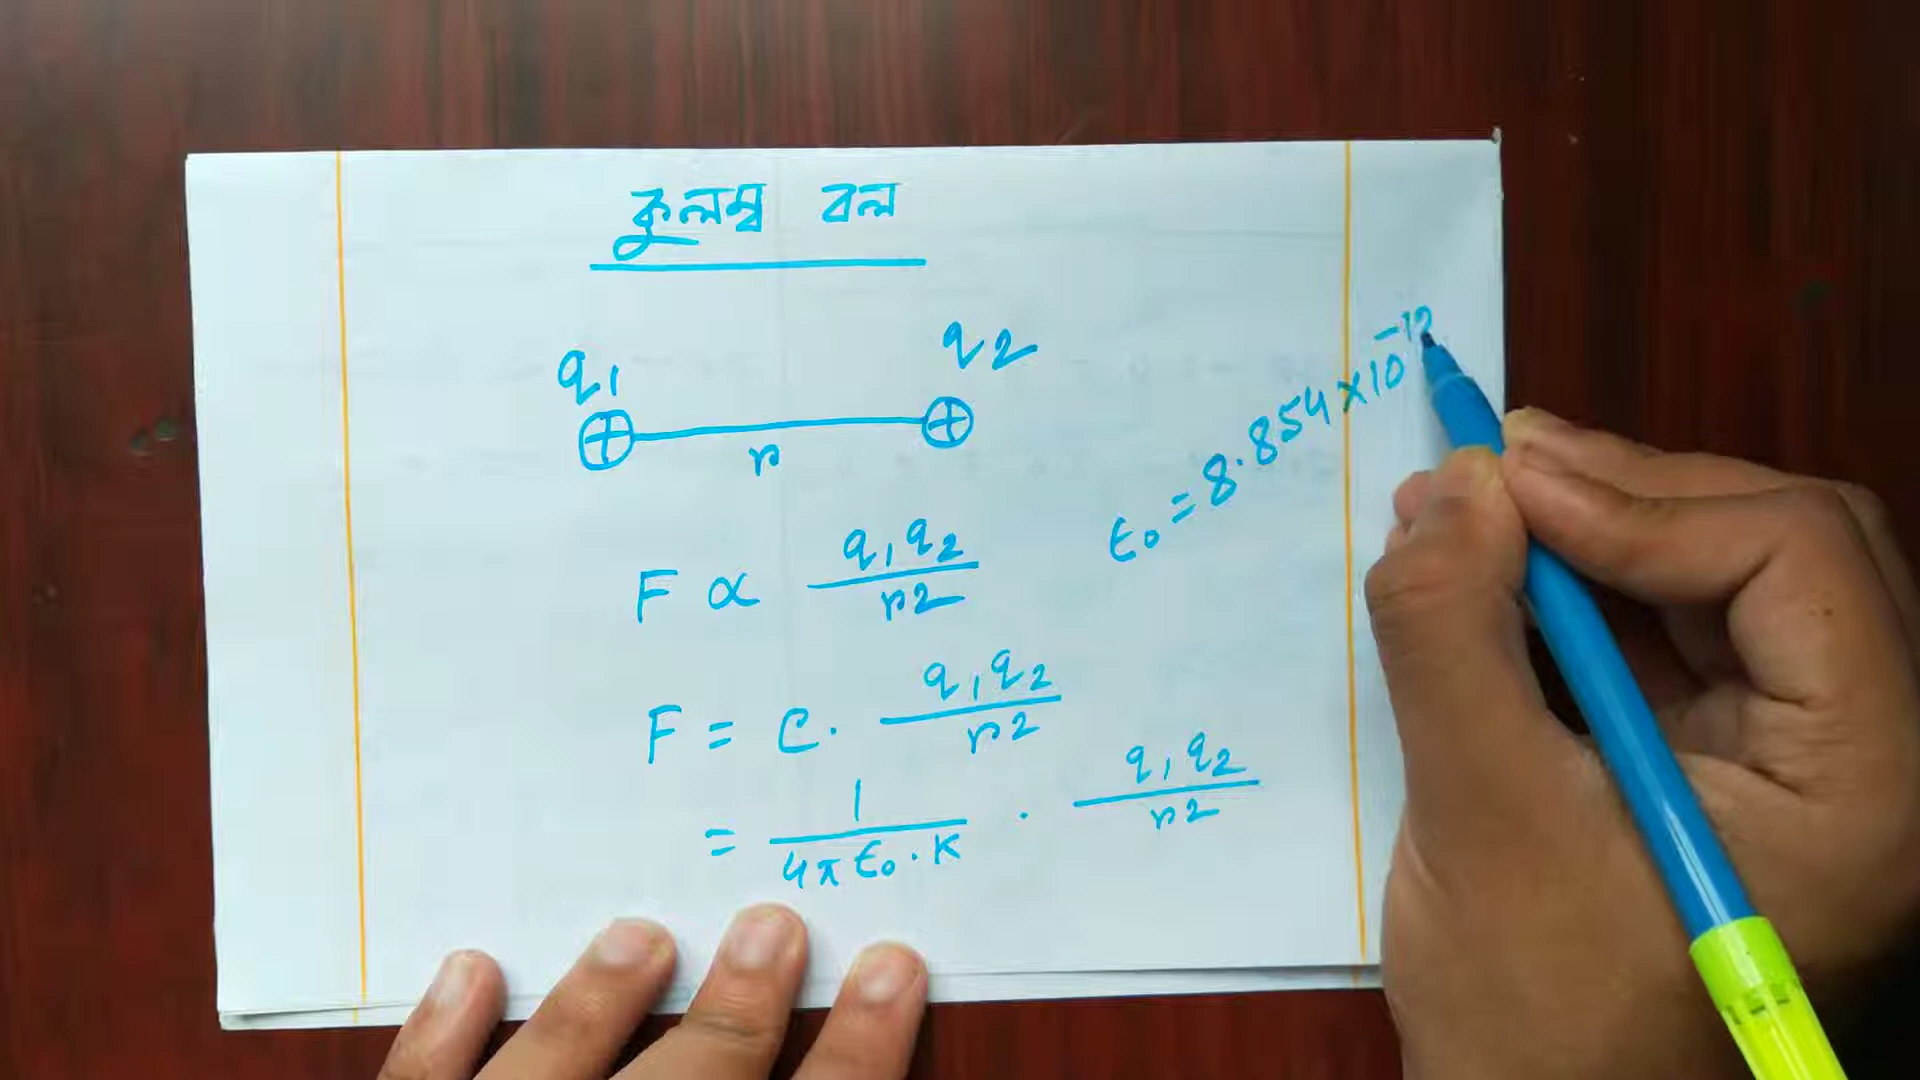 কুলম্ব বল
q1 q2
r
F ∝ q1q2/r2
ϵ0 = 8.854×10^-12
F = C. q1q2/r2
= 1/4πϵ0.K . q1q2/r2